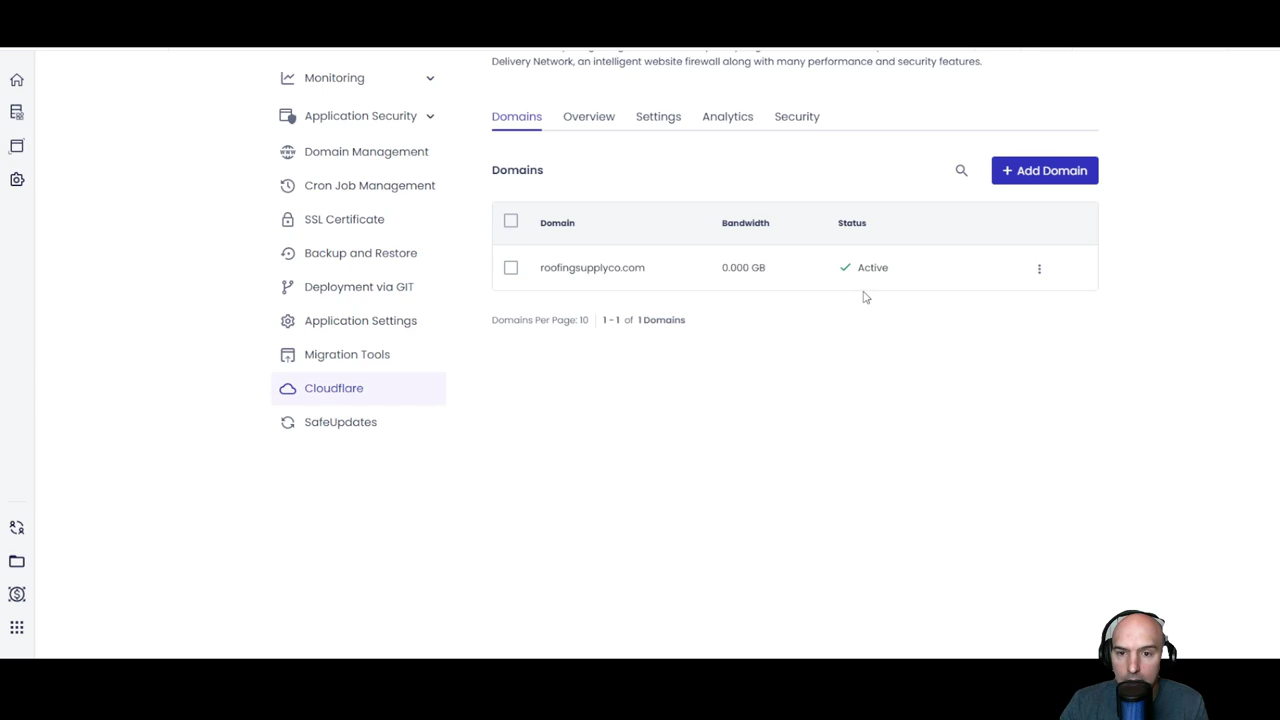 Delivery Network, an intelligent website firewall along with many performance and security features.
Monitoring
Application Security
Domain Management
Cron Job Management
SSL Certificate
Backup and Restore
Deployment via GIT
Application Settings
Migration Tools
Cloudflare
SafeUpdates
Domains Overview Settings Analytics Security
Domains
+ Add Domain
Domain Bandwidth Status
roofingsupplyco.com 0.000 GB Active
Domains Per Page: 10 1 - 1 of 1 Domains